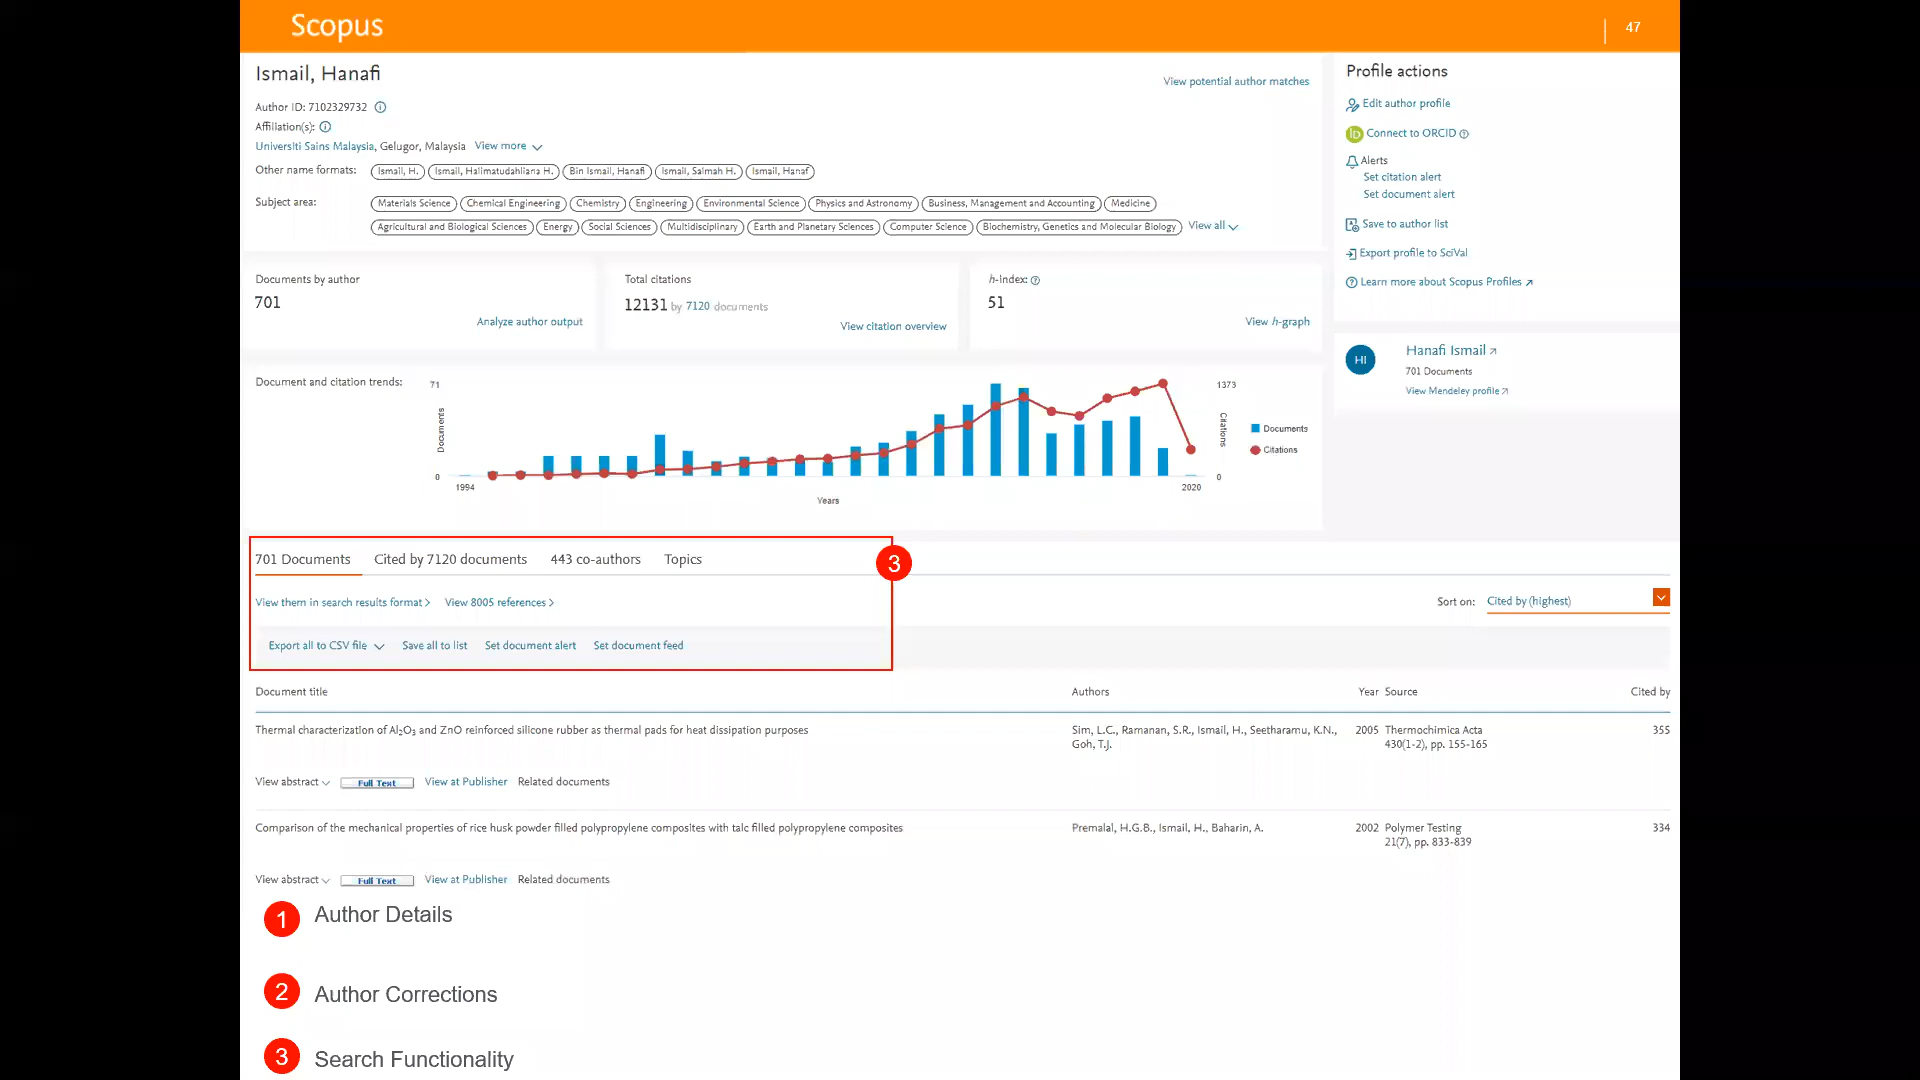 Scopus
47
Ismail, Hanafi
View potential author matches
Author ID: 7102329732
Affiliation(s):
Universiti Sains Malaysia, Gelugor, Malaysia View more
Other name formats: Ismail, H. Ismail, Halimatudahliana H. Bin Ismail, Hanafi Ismail, Salmah H. Ismail, Hanaf
Subject area: Materials Science Chemical Engineering Chemistry Engineering Environmental Science Physics and Astronomy Business, Management and Accounting Medicine
Agricultural and Biological Sciences Energy Social Sciences Multidisciplinary Earth and Planetary Sciences Computer Science Biochemistry, Genetics and Molecular Biology View all
Profile actions
Edit author profile
iD Connect to ORCID
Alerts
Set citation alert
Set document alert
Save to author list
Export profile to SciVal
Learn more about Scopus Profiles
Documents by author
701
Analyze author output
Total citations
12131 by 7120 documents
View citation overview
h-index:
51
View h-graph
HI
Hanafi Ismail
701 Documents
View Mendeley profile
Document and citation trends:
71
Documents
0
1994
Years
2020
1373
Citations
0
Documents
Citations
701 Documents Cited by 7120 documents 443 co-authors Topics
3
View them in search results format > View 8005 references >
Sort on: Cited by (highest)
Export all to CSV file Save all to list Set document alert Set document feed
Document title Authors Year Source Cited by
Thermal characterization of Al₂O₃ and ZnO reinforced silicone rubber as thermal pads for heat dissipation purposes Sim, L.C., Ramanan, S.R., Ismail, H., Seetharamu, K.N., 2005 Thermochimica Acta 355
Goh, T.J. 430(1-2), pp. 155-165
View abstract Full Text View at Publisher Related documents
Comparison of the mechanical properties of rice husk powder filled polypropylene composites with talc filled polypropylene composites Premalal, H.G.B., Ismail, H., Baharin, A. 2002 Polymer Testing 334
21(7), pp. 833-839
View abstract Full Text View at Publisher Related documents
1 Author Details
2 Author Corrections
3 Search Functionality